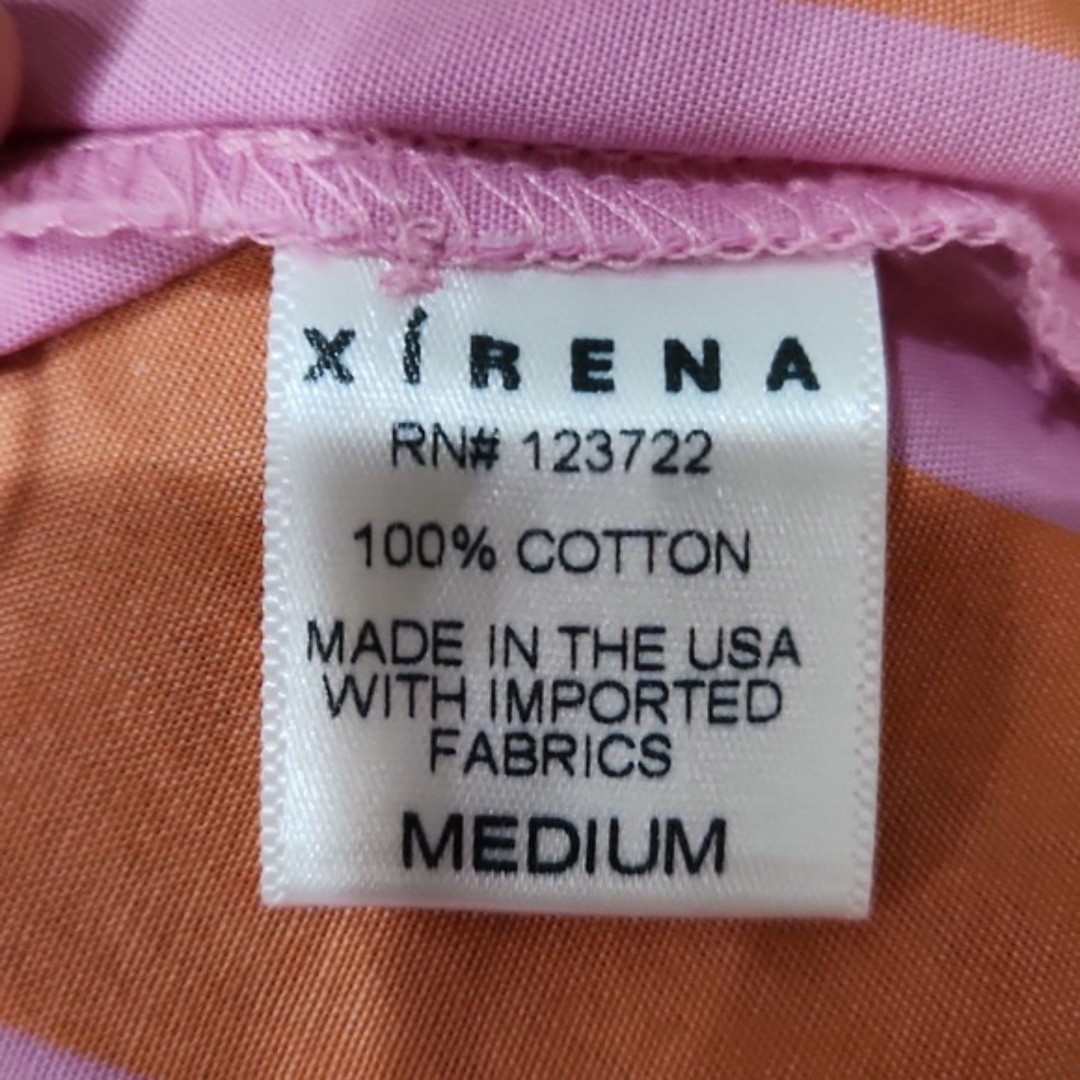 XÍRENA
RN# 123722
100% COTTON
MADE IN THE USA
WITH IMPORTED
FABRICS
MEDIUM